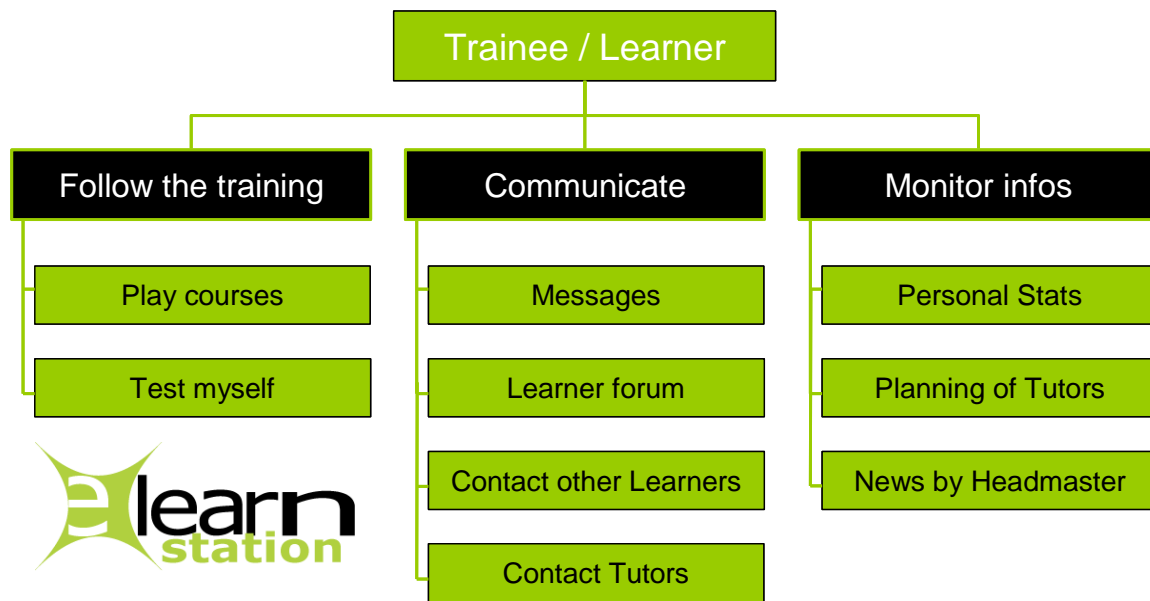 Trainee / Learner
Follow the training
Communicate
Monitor infos
Play courses
Messages
Personal Stats
Test myself
Learner forum
Planning of Tutors
Contact other Learners
News by Headmaster
Contact Tutors
e learn
station